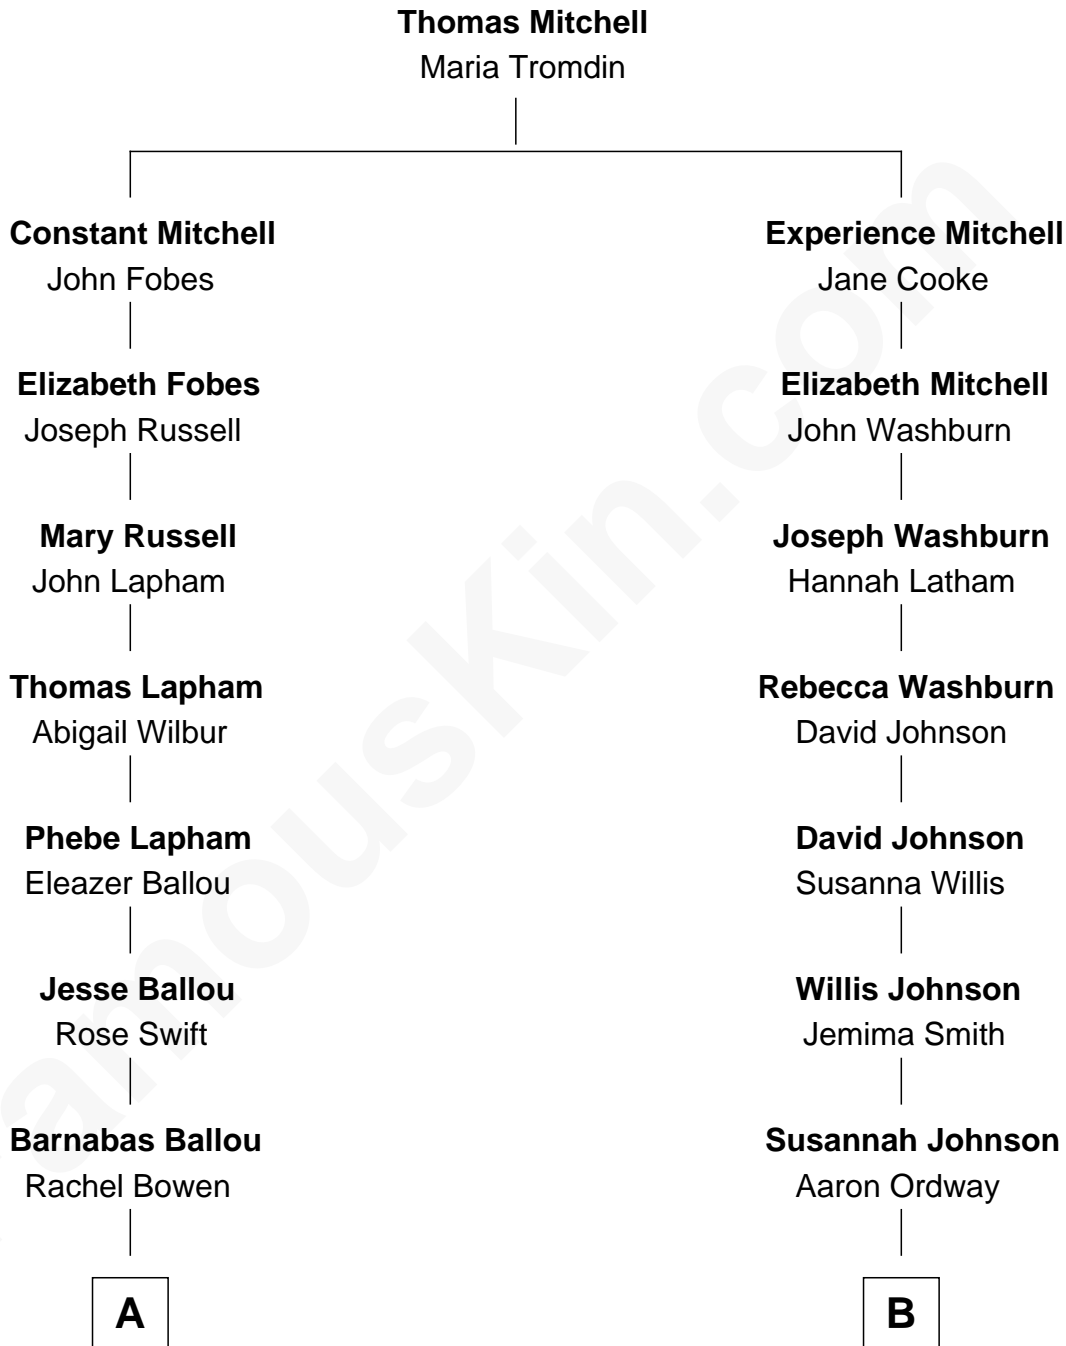 Thomas Mitchell
Maria Tromdin
Constant Mitchell
John Fobes
Experience Mitchell
Jane Cooke
Elizabeth Fobes
Joseph Russell
Elizabeth Mitchell
John Washburn
Mary Russell
John Lapham
Joseph Washburn
Hannah Latham
Thomas Lapham
Abigail Wilbur
Rebecca Washburn
David Johnson
Phebe Lapham
Eleazer Ballou
David Johnson
Susanna Willis
Jesse Ballou
Rose Swift
Willis Johnson
Jemima Smith
Barnabas Ballou
Rachel Bowen
Susannah Johnson
Aaron Ordway
A
B
amouskin.com